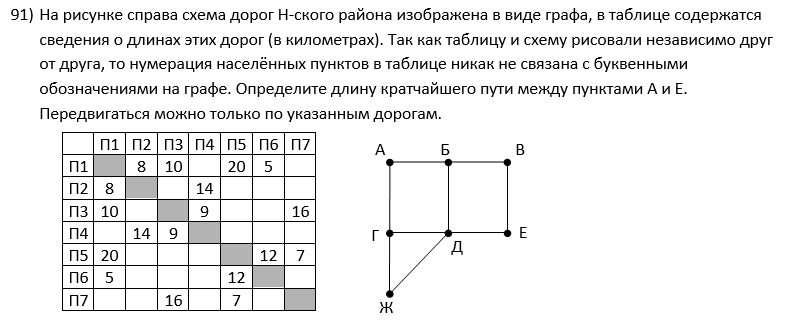 91) На рисунке справа схема дорог Н-ского района изображена в виде графа, в таблице содержатся
сведения о длинах этих дорог (в километрах). Так как таблицу и схему рисовали независимо друг
от друга, то нумерация населённых пунктов в таблице никак не связана с буквенными
обозначениями на графе. Определите длину кратчайшего пути между пунктами А и Е.
Передвигаться можно только по указанным дорогам.
П1 П2 П3 П4 П5 П6 П7
П1 8 10 20 5
П2 8 14
П3 10 9 16
П4 14 9
П5 20 12 7
П6 5 12
П7 16 7
А Б В
Г Д Е
Ж